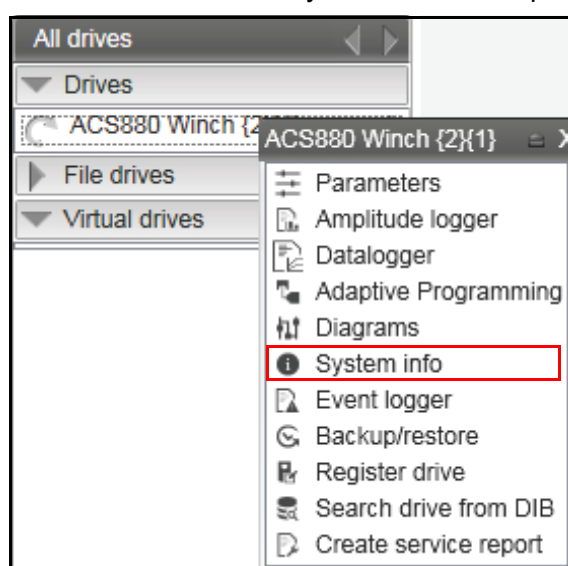 All drives
Drives
ACS880 Winch {2
ACS880 Winch {2}{1}
File drives
Virtual drives
Parameters
Amplitude logger
Datalogger
Adaptive Programming
Diagrams
System info
Event logger
Backup/restore
Register drive
Search drive from DIB
Create service report